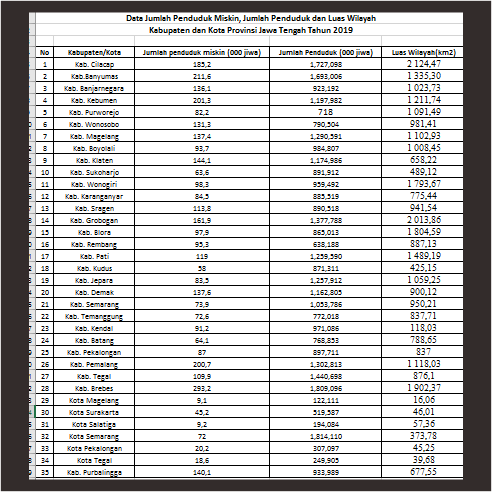 Data Jumlah Penduduk Miskin, Jumlah Penduduk dan Luas Wilayah
Kabupaten dan Kota Provinsi Jawa Tengah Tahun 2019
No Kabupaten/Kota Jumlah penduduk miskin (000 jiwa) Jumlah Penduduk (000 jiwa) Luas Wilayah(km2)
1 Kab. Cilacap 185,2 1,727,098 2 124,47
2 Kab.Banyumas 211,6 1,693,006 1 335,30
3 Kab. Banjarnegara 136,1 923,192 1 023,73
4 Kab. Kebumen 201,3 1,197,982 1 211,74
5 Kab. Purworejo 82,2 718 1 091,49
6 Kab. Wonosobo 131,3 790,504 981,41
7 Kab. Magelang 137,4 1,290,591 1 102,93
8 Kab. Boyolali 93,7 984,807 1 008,45
9 Kab. Klaten 144,1 1,174,986 658,22
10 Kab. Sukoharjo 63,6 891,912 489,12
11 Kab. Wonogiri 98,3 959,492 1 793,67
12 Kab. Karanganyar 84,5 885,519 775,44
13 Kab. Sragen 113,8 890,518 941,54
14 Kab. Grobogan 161,9 1,377,788 2 013,86
15 Kab. Blora 97,9 865,013 1 804,59
16 Kab. Rembang 95,3 638,188 887,13
17 Kab. Pati 119 1,259,590 1 489,19
18 Kab. Kudus 58 871,311 425,15
19 Kab. Jepara 83,5 1,257,912 1 059,25
20 Kab. Demak 137,6 1,162,805 900,12
21 Kab. Semarang 73,9 1,053,786 950,21
22 Kab. Temanggung 72,6 772,018 837,71
23 Kab. Kendal 91,2 971,086 118,03
24 Kab. Batang 64,1 768,853 788,65
25 Kab. Pekalongan 87 897,711 837
26 Kab. Pemalang 200,7 1,302,813 1 118,03
27 Kab. Tegal 109,9 1,440,698 876,1
28 Kab. Brebes 293,2 1,809,096 1 902,37
29 Kota Magelang 9,1 122,111 16,06
30 Kota Surakarta 45,2 519,587 46,01
31 Kota Salatiga 9,2 194,084 57,36
32 Kota Semarang 72 1,814,110 373,78
33 Kota Pekalongan 20,2 307,097 45,25
34 Kota Tegal 18,6 249,905 39,68
35 Kab. Purbalingga 140,1 933,989 677,55